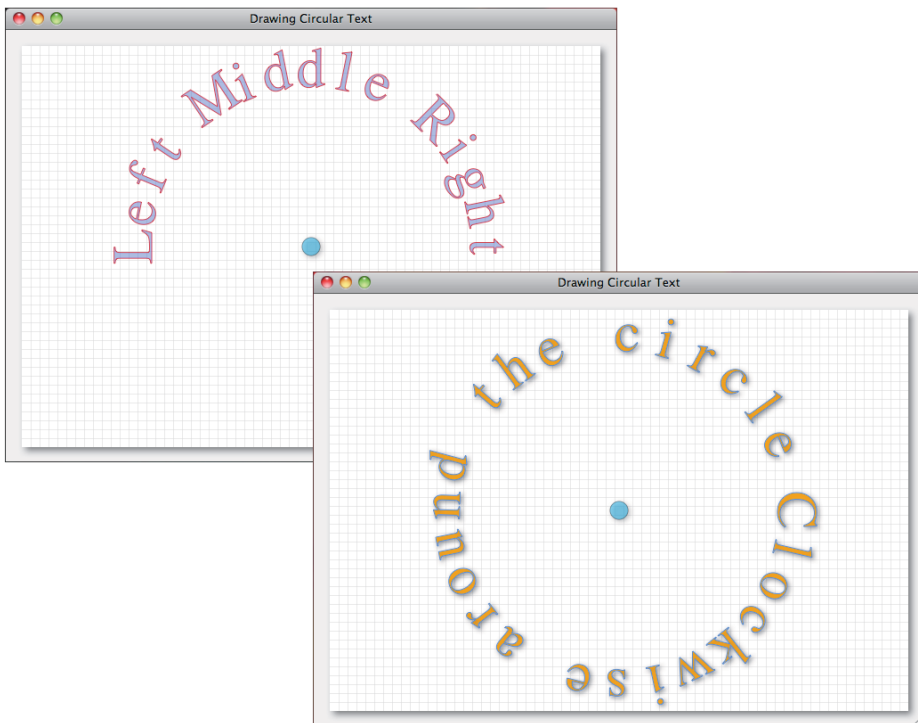 Drawing Circular Text
Left Middle Right
Drawing Circular Text
Clockwise around the circle